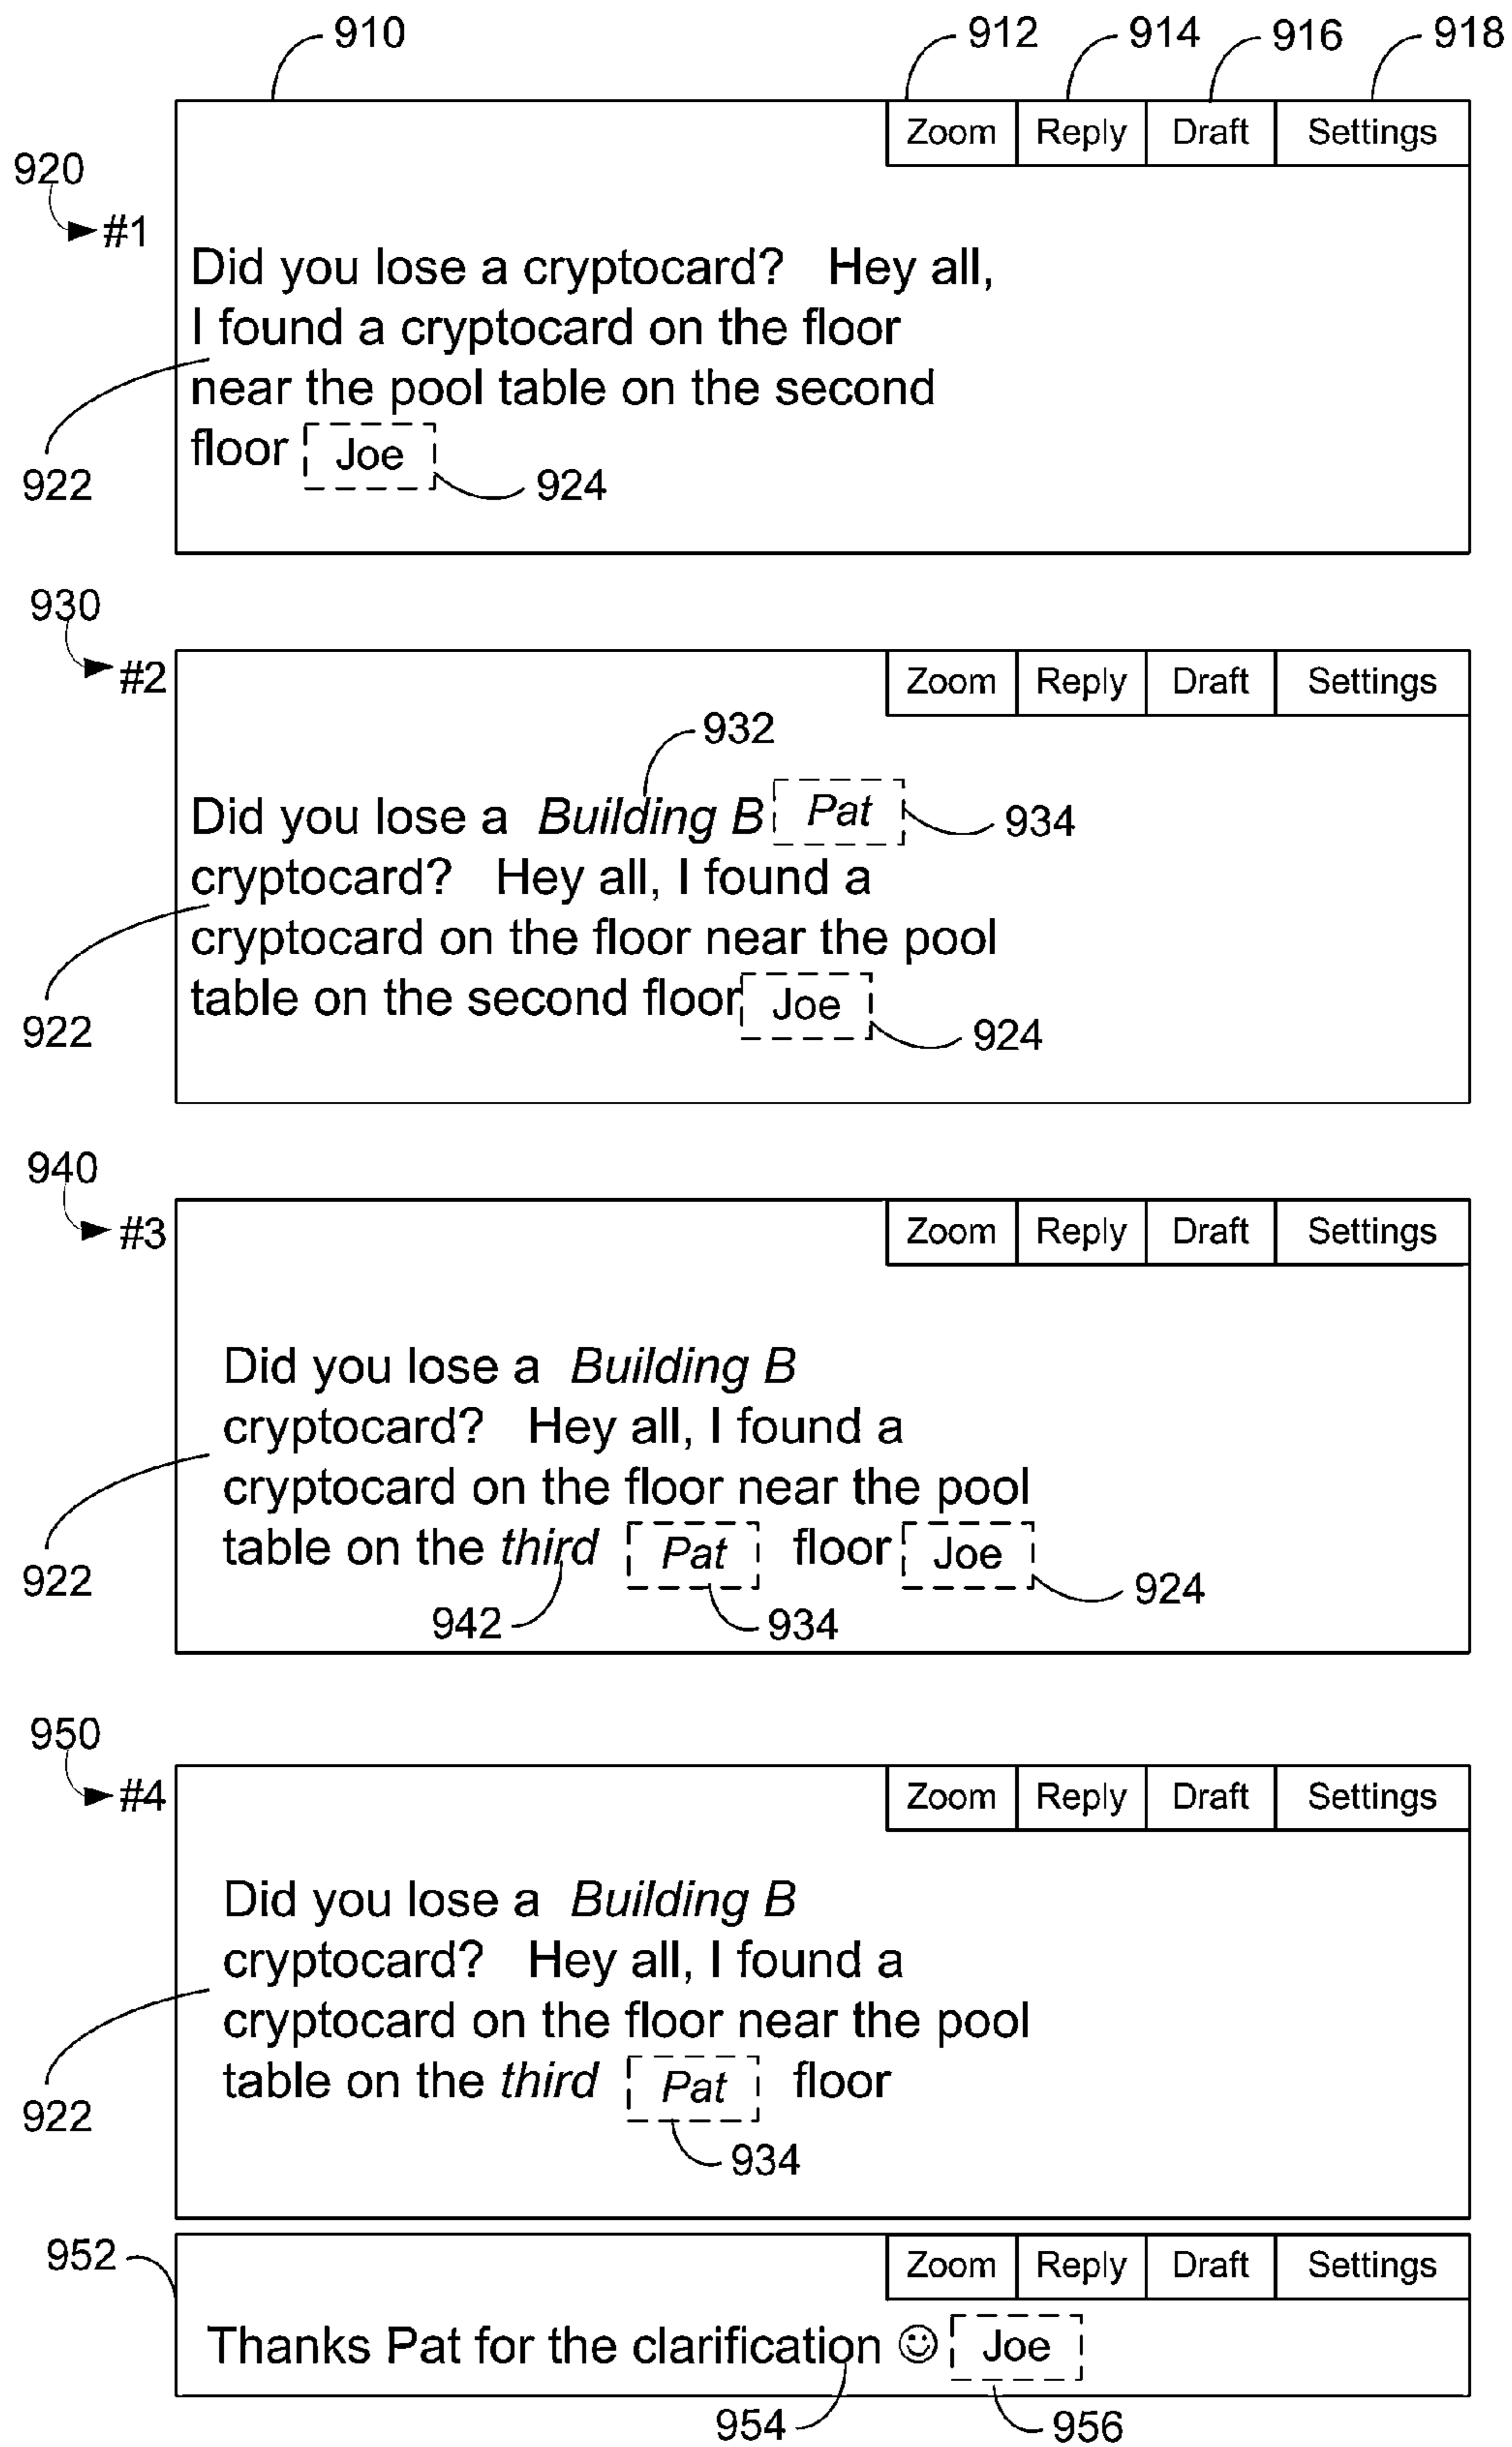 910 912 914 916 918
Zoom Reply Draft Settings
920
#1
Did you lose a cryptocard? Hey all,
I found a cryptocard on the floor
near the pool table on the second
floor Joe
922 924
930
#2
Zoom Reply Draft Settings
932
Did you lose a Building B Pat 934
cryptocard? Hey all, I found a
cryptocard on the floor near the pool
table on the second floor Joe
922 924
940
#3
Zoom Reply Draft Settings
Did you lose a Building B
cryptocard? Hey all, I found a
cryptocard on the floor near the pool
table on the third Pat floor Joe
922 924
942 934
950
#4
Zoom Reply Draft Settings
Did you lose a Building B
cryptocard? Hey all, I found a
cryptocard on the floor near the pool
table on the third Pat floor
922
934
952
Zoom Reply Draft Settings
Thanks Pat for the clarification ☺ Joe
954 956